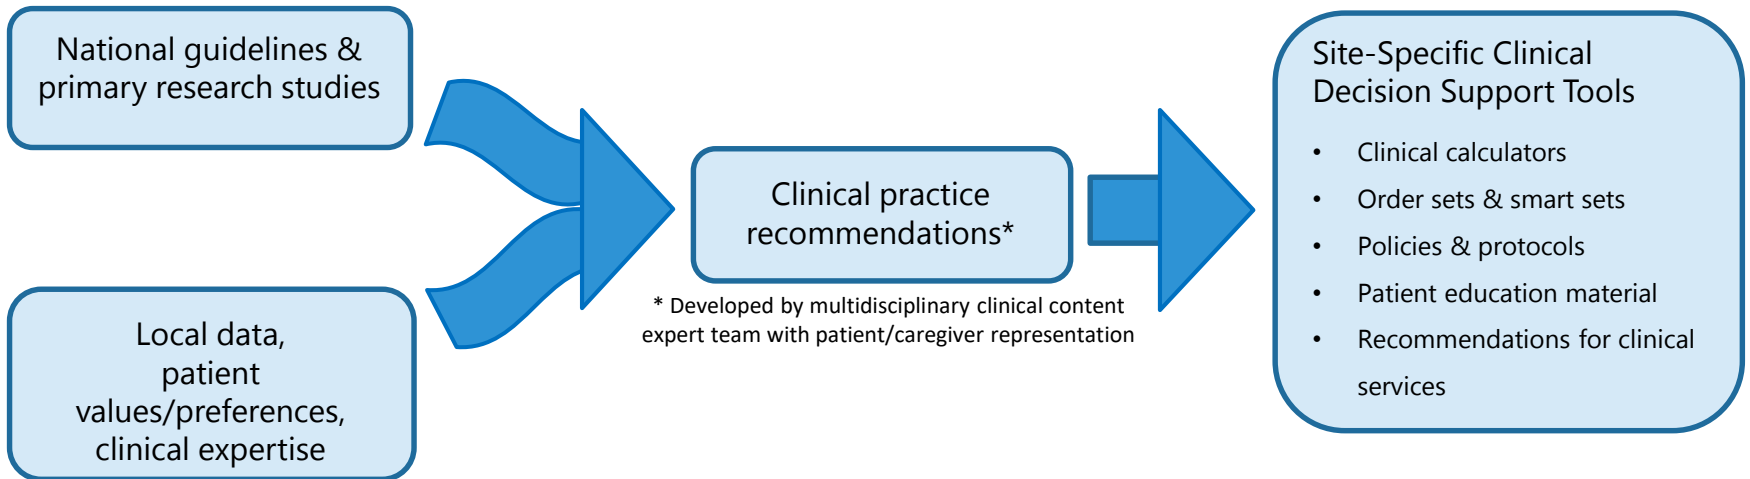 National guidelines &
primary research studies
Local data,
patient
values/preferences,
clinical expertise
Clinical practice
recommendations*
* Developed by multidisciplinary clinical content
expert team with patient/caregiver representation
Site-Specific Clinical
Decision Support Tools
• Clinical calculators
• Order sets & smart sets
• Policies & protocols
• Patient education material
• Recommendations for clinical
services